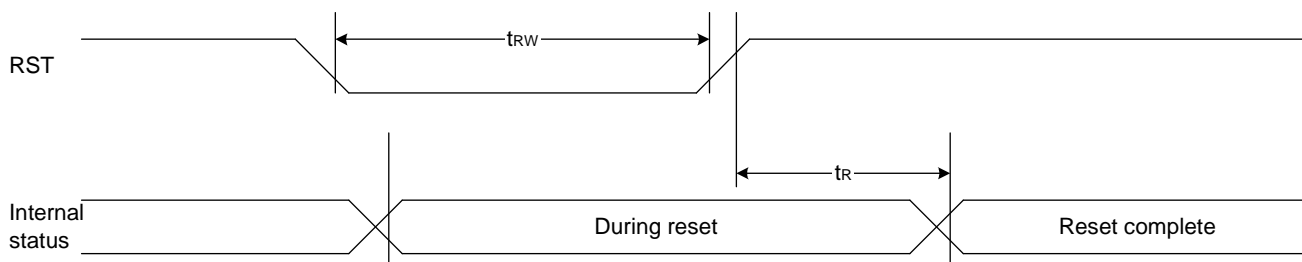 tRW
RST
tR
Internal
status
During reset
Reset complete